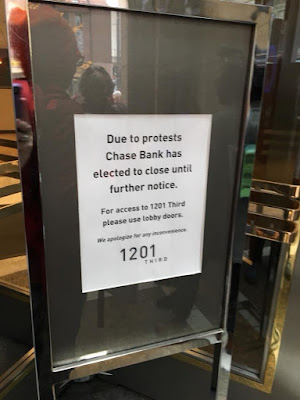 Due to protests
Chase Bank has
elected to close until
further notice.
For access to 1201 Third
please use lobby doors.
We apologize for any inconvenience.
1201
THIRD